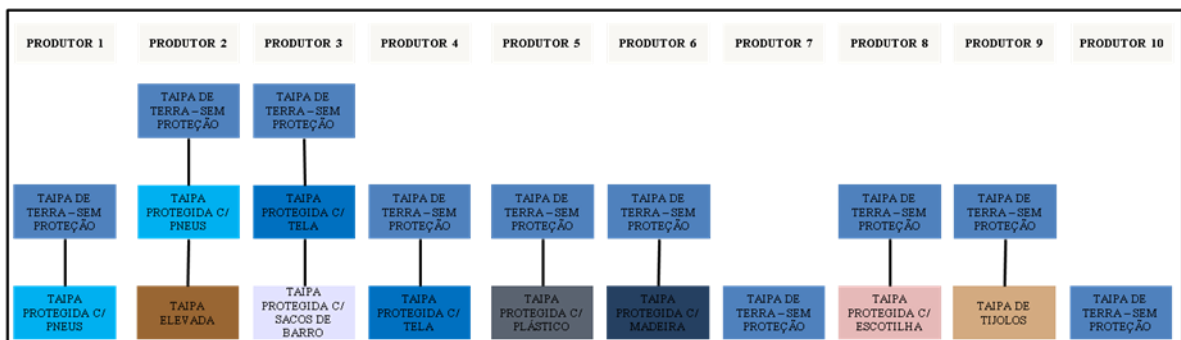 PRODUTOR 1
PRODUTOR 2
PRODUTOR 3
PRODUTOR 4
PRODUTOR 5
PRODUTOR 6
PRODUTOR 7
PRODUTOR 8
PRODUTOR 9
PRODUTOR 10
TAIPA DE
TERRA – SEM
PROTEÇÃO
TAIPA DE
TERRA – SEM
PROTEÇÃO
TAIPA DE
TERRA – SEM
PROTEÇÃO
TAIPA
PROTEGIDA C/
PNEUS
TAIPA
PROTEGIDA C/
TELA
TAIPA DE
TERRA – SEM
PROTEÇÃO
TAIPA DE
TERRA – SEM
PROTEÇÃO
TAIPA DE
TERRA – SEM
PROTEÇÃO
TAIPA DE
TERRA – SEM
PROTEÇÃO
TAIPA DE
TERRA – SEM
PROTEÇÃO
TAIPA
PROTEGIDA C/
PNEUS
TAIPA
ELEVADA
TAIPA
PROTEGIDA C/
SACOS DE
BARRO
TAIPA
PROTEGIDA C/
TELA
TAIPA
PROTEGIDA C/
PLÁSTICO
TAIPA
PROTEGIDA C/
MADEIRA
TAIPA DE
TERRA – SEM
PROTEÇÃO
TAIPA
PROTEGIDA C/
ESCOTILHA
TAIPA DE
TIJOLOS
TAIPA DE
TERRA – SEM
PROTEÇÃO